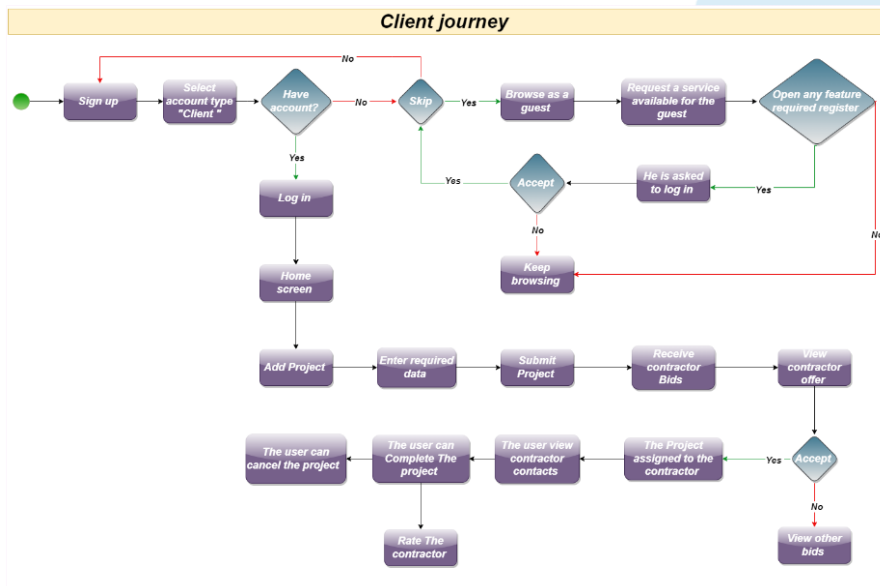 Client journey
No
Sign up
Select
account type
"Client "
Have
account?
No
Skip
Yes
Browse as a
guest
Request a service
available for the
guest
Open any feature
required register
Yes
Yes
Accept
He is asked
to log in
Yes
Log in
No
No
Home
screen
Keep
browsing
Add Project
Enter required
data
Submit
Project
Receive
contractor
Bids
View
contractor
offer
The user can
cancel the project
The user can
Complete The
project
The user view
contractor
contacts
The Project
assigned to the
contractor
Yes
Accept
No
Rate The
contractor
View other
bids